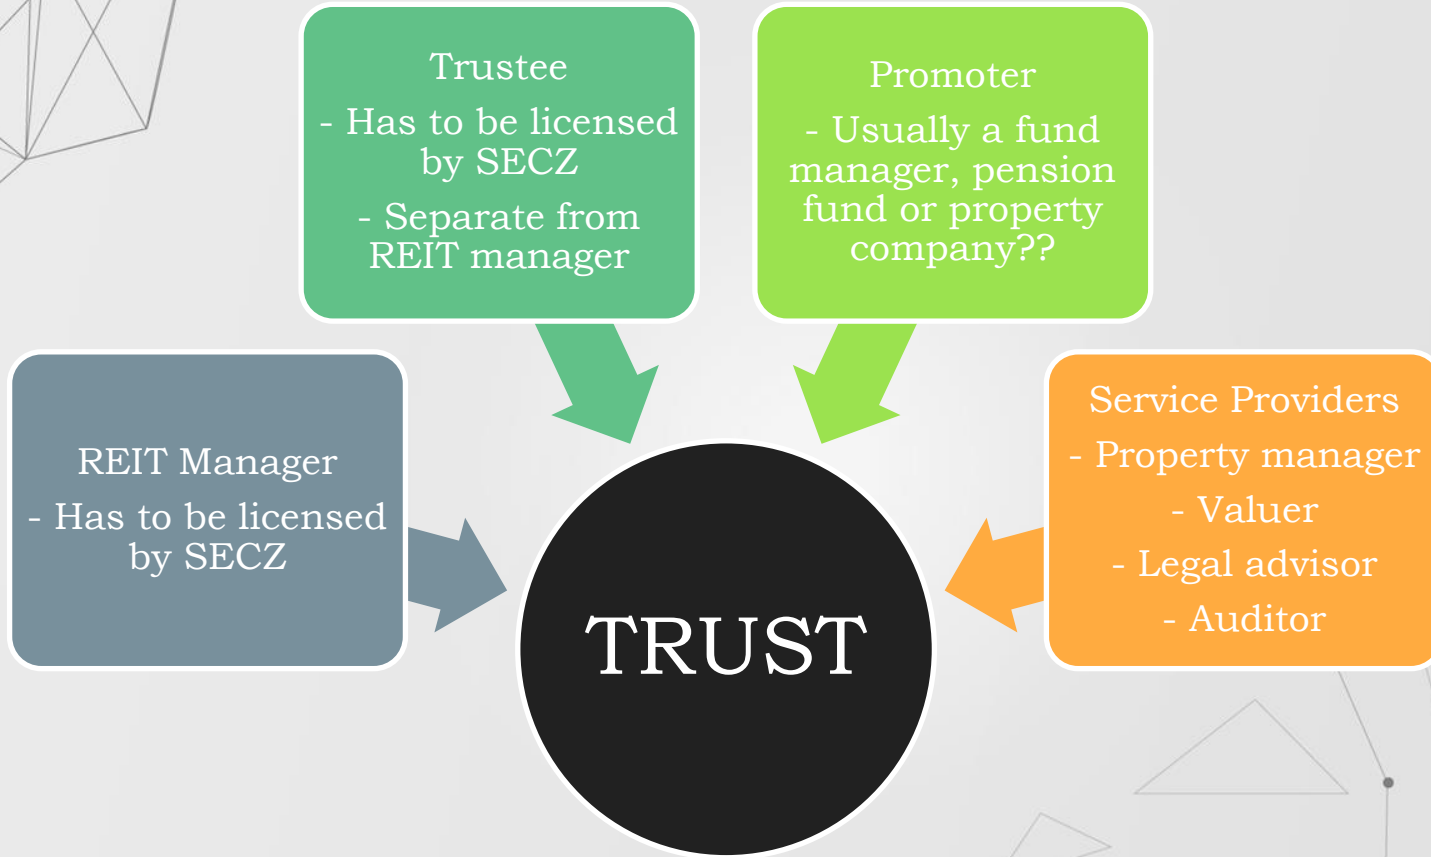 Trustee
- Has to be licensed
by SECZ
- Separate from
REIT manager
Promoter
- Usually a fund
manager, pension
fund or property
company??
REIT Manager
- Has to be licensed
by SECZ
Service Providers
- Property manager
- Valuer
- Legal advisor
- Auditor
TRUST